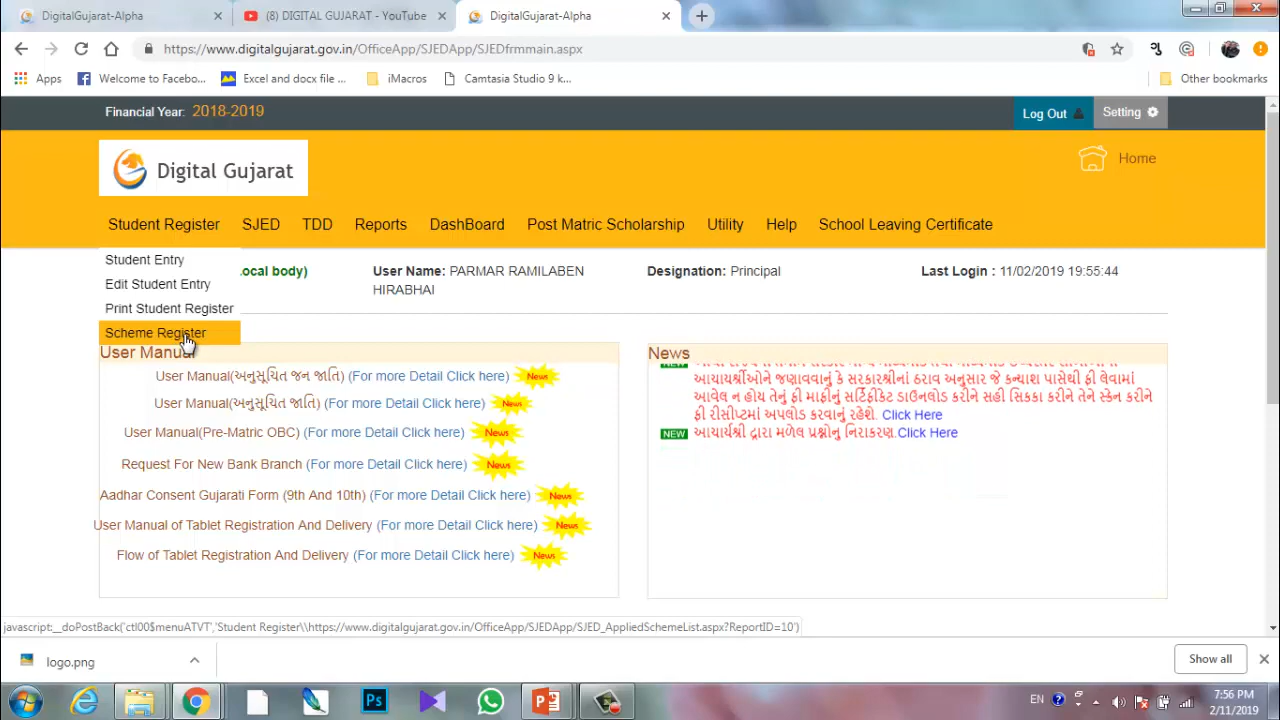 DigitalGujarat-Alpha
(8) DIGITAL GUJARAT - YouTube
DigitalGujarat-Alpha
https://www.digitalgujarat.gov.in/OfficeApp/SJEDApp/SJEDfrmmain.aspx
Apps
Welcome to Facebo...
Excel and docx file ...
iMacros
Camtasia Studio 9 k...
Other bookmarks
Financial Year: 2018-2019
Log Out
Setting
Digital Gujarat
Home
Student Register
SJED
TDD
Reports
DashBoard
Post Matric Scholarship
Utility
Help
School Leaving Certificate
Student Entry
Edit Student Entry
Print Student Register
Scheme Register
ocal body)
User Name: PARMAR RAMILABEN
HIRABHAI
Designation: Principal
Last Login : 11/02/2019 19:55:44
User Manual
User Manual(અનુસૂચિત જન જાતિ) (For more Detail Click here) News
User Manual(અનુસૂચિત જાતિ) (For more Detail Click here) News
User Manual(Pre-Matric OBC) (For more Detail Click here) News
Request For New Bank Branch (For more Detail Click here) News
Aadhar Consent Gujarati Form (9th And 10th) (For more Detail Click here) News
User Manual of Tablet Registration And Delivery (For more Detail Click here) News
Flow of Tablet Registration And Delivery (For more Detail Click here) News
News
આચાયર્શ્રીઓને જણાવવાનું કે સરકારશ્રીનાં ઠરાવ અનુસાર જે કન્યાશ પાસેથી ફી લેવામાં
આવેલ ન હોય તેનું ફી માફીનું સર્ટિફીકેટ ડાઉનલોડ કરીને સહી સિકકા કરીને તેને સ્કેન કરીને
ફી રીસીપ્ટમાં અપલોડ કરવાનું રહેશે. Click Here
NEW આચાર્યશ્રી દ્વારા મળેલ પ્રશ્નોનુ નિરાકરણ.Click Here
javascript:__doPostBack('ctl00$menuATVT','Student Register\\https://www.digitalgujarat.gov.in/OfficeApp/SJEDApp/SJED_AppliedSchemeList.aspx?ReportID=10')
logo.png
Show all
Ps
EN
7:56 PM
2/11/2019